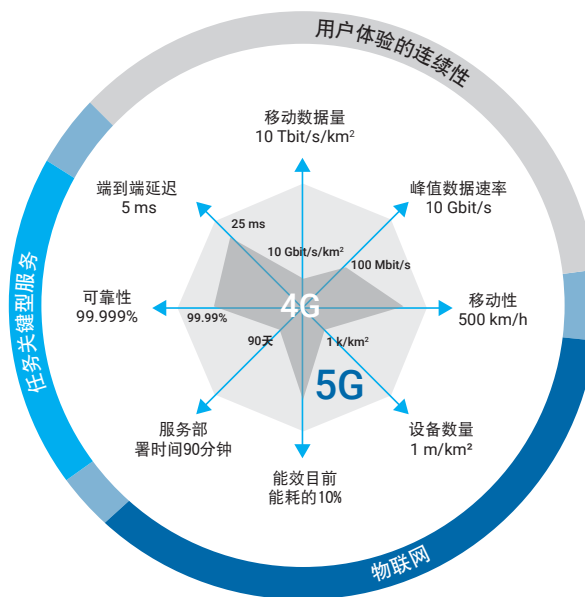 用户体验的连续性
移动数据量
10 Tbit/s/km²
端到端延迟
5 ms
峰值数据速率
10 Gbit/s
25 ms
10 Gbit/s/km²
100 Mbit/s
任务关键型服务
可靠性
99.999%
99.99%
4G
移动性
500 km/h
90天
1 k/km²
5G
服务部
署时间90分钟
设备数量
1 m/km²
能效目前
能耗的10%
物联网